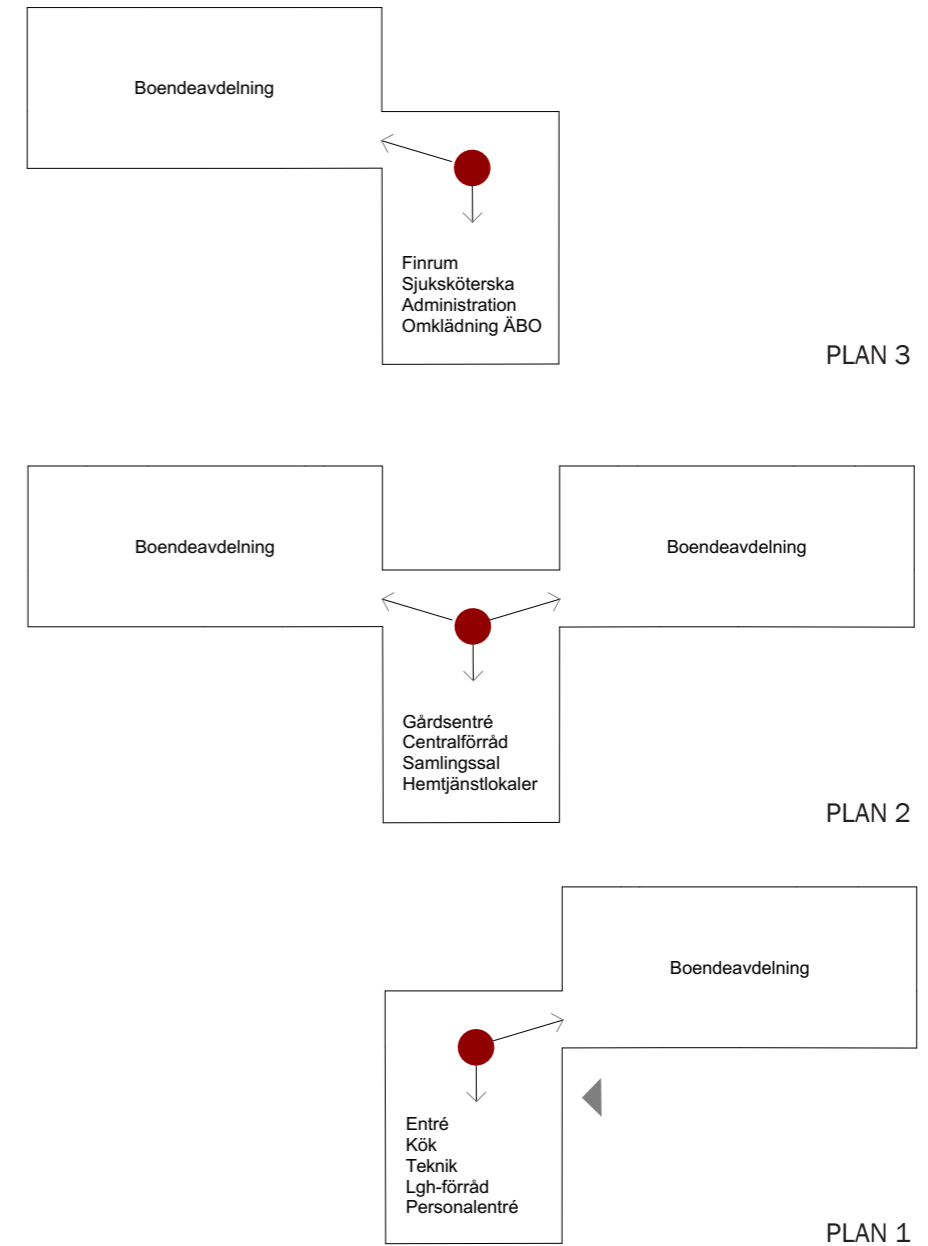 Boendeavdelning
Finrum
Sjuksköterska
Administration
Omklädning ÄBO
PLAN 3
Boendeavdelning
Boendeavdelning
Gårdsentré
Centralförråd
Samlingssal
Hemtjänstlokaler
PLAN 2
Boendeavdelning
Entré
Kök
Teknik
Lgh-förråd
Personalentré
PLAN 1